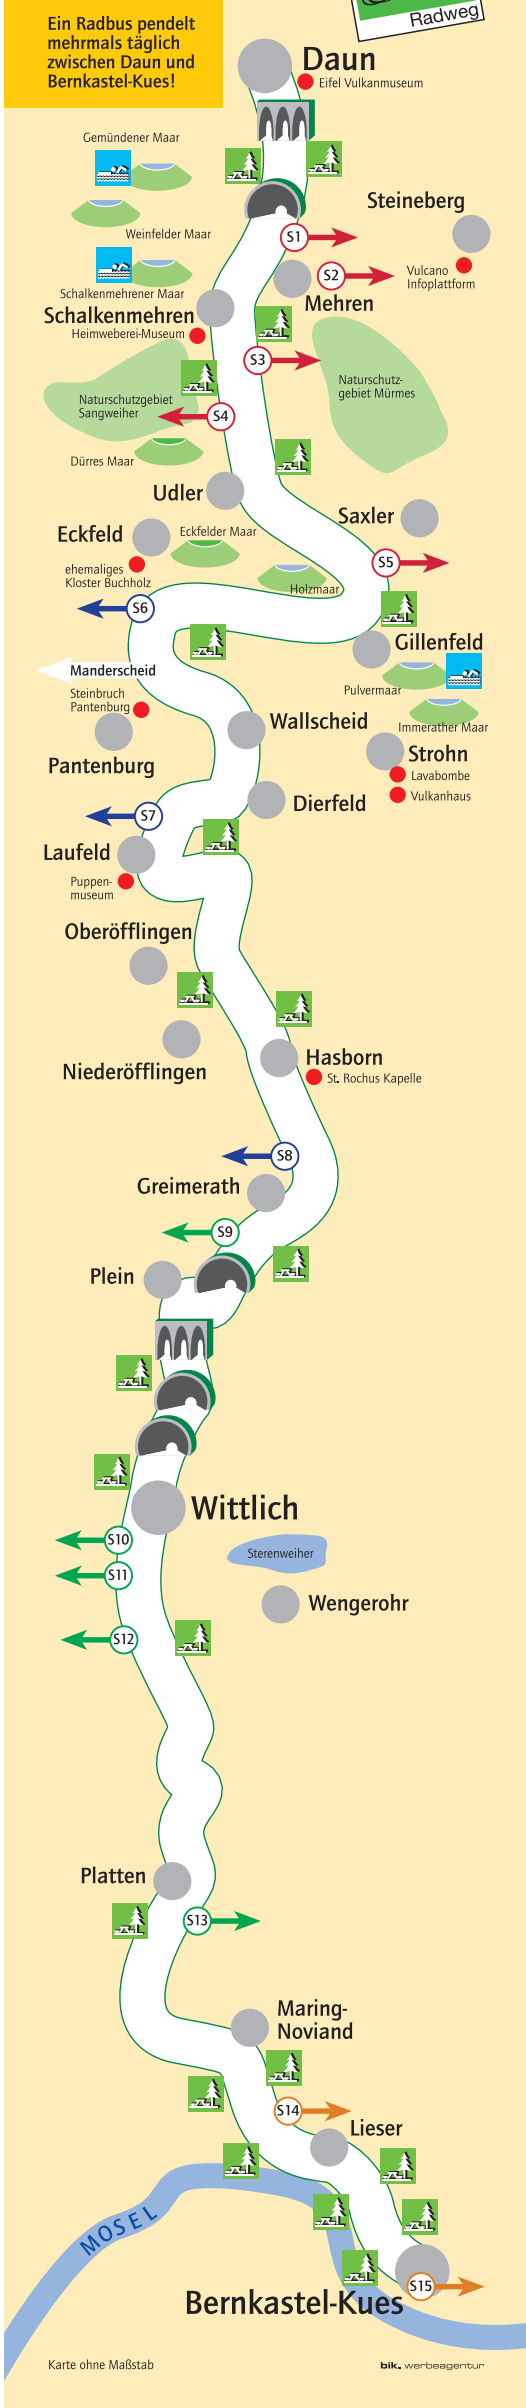 Ein Radbus pendelt
mehrmals täglich
zwischen Daun und
Bernkastel-Kues!
Radweg
Daun
Eifel Vulkanmuseum
Gemündener Maar
Weinfelder Maar
Steineberg
S1
Vulcano
Infoplattform
S2
Mehren
Schalkenmehrener Maar
Schalkenmehren
Heimweberei-Museum
S3
Naturschutz-
gebiet Mürmes
Naturschutzgebiet
Sangweiher
S4
Dürres Maar
Udler
Saxler
Eckfeld
Eckfelder Maar
ehemaliges
Kloster Buchholz
S5
Holzmaar
S6
Gillenfeld
Manderscheid
Pulvermaar
Steinbruch
Pantenburg
Wallscheid
Immerather Maar
Pantenburg
Strohn
Lavabombe
Vulkanhaus
Dierfeld
S7
Laufeld
Puppen-
museum
Oberöfflingen
Niederöfflingen
Hasborn
St. Rochus Kapelle
S8
Greimerath
S9
Plein
Wittlich
S10
Sterenweiher
S11
Wengerohr
S12
Platten
S13
Maring-
Noviand
S14
Lieser
MOSEL
S15
Bernkastel-Kues
Karte ohne Maßstab
bik. werbeagentur